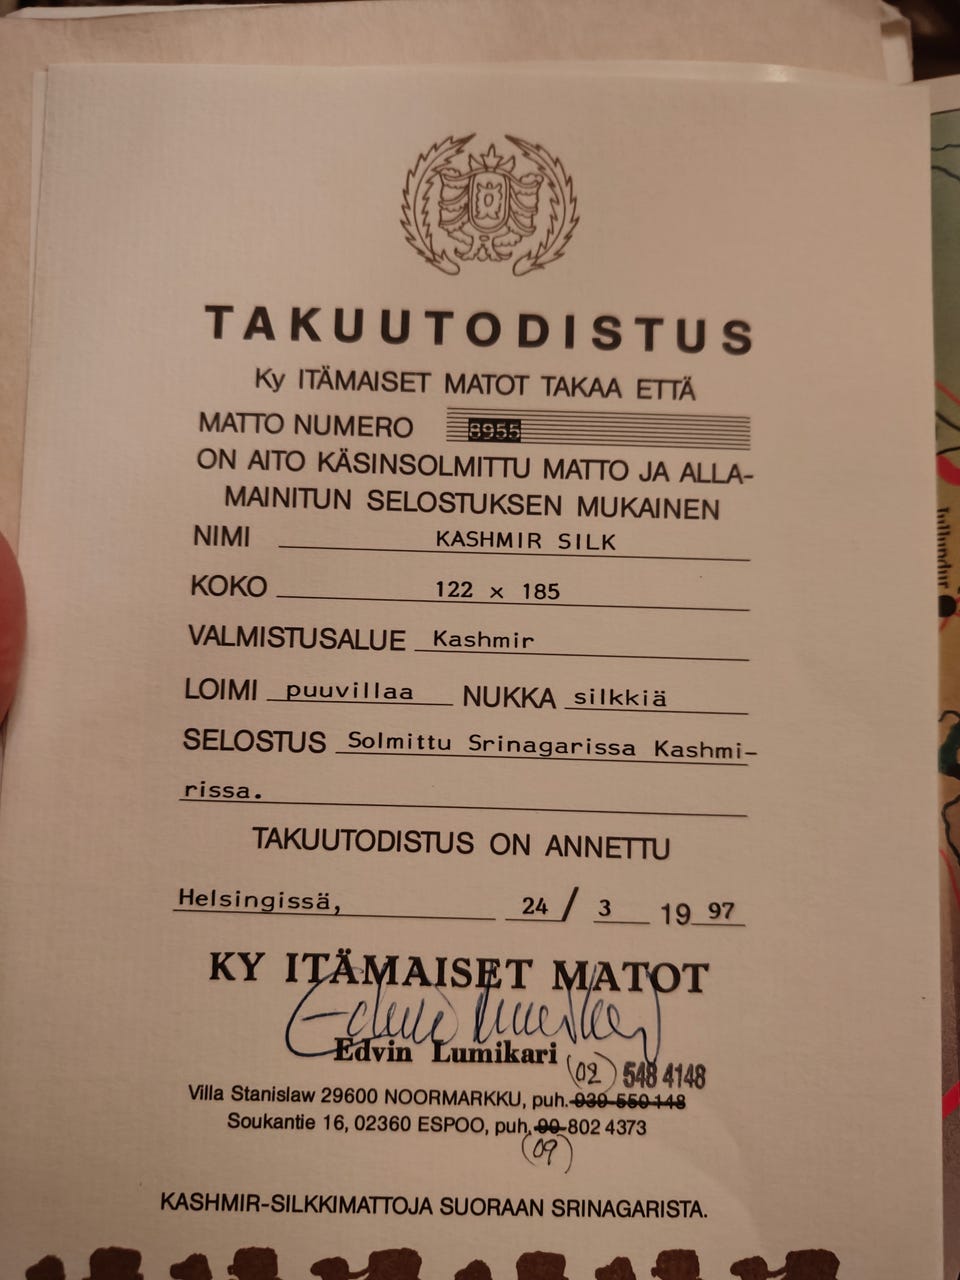 TAKUUTODISTUS
Ky ITÄMAISET MATOT TAKAA ETTÄ
MATTO NUMERO 8955
ON AITO KÄSINSOLMITTU MATTO JA ALLA-
MAINITUN SELOSTUKSEN MUKAINEN
NIMI KASHMIR SILK
KOKO 122 x 185
VALMISTUSALUE Kashmir
LOIMI puuvillaa NUKKA silkkiä
SELOSTUS Solmittu Srinagarissa Kashmi-
rissa.
TAKUUTODISTUS ON ANNETTU
Helsingissä, 24 / 3 19 97
KY ITÄMAISET MATOT
Edvin Lumikari
Edvin Lumikari
(02) 548 4148
Villa Stanislaw 29600 NOORMARKKU, puh. 939-550 148
Soukantie 16, 02360 ESPOO, puh. 90-802 4373
(09)
KASHMIR-SILKKIMATTOJA SUORAAN SRINAGARISTA.
Jullundur